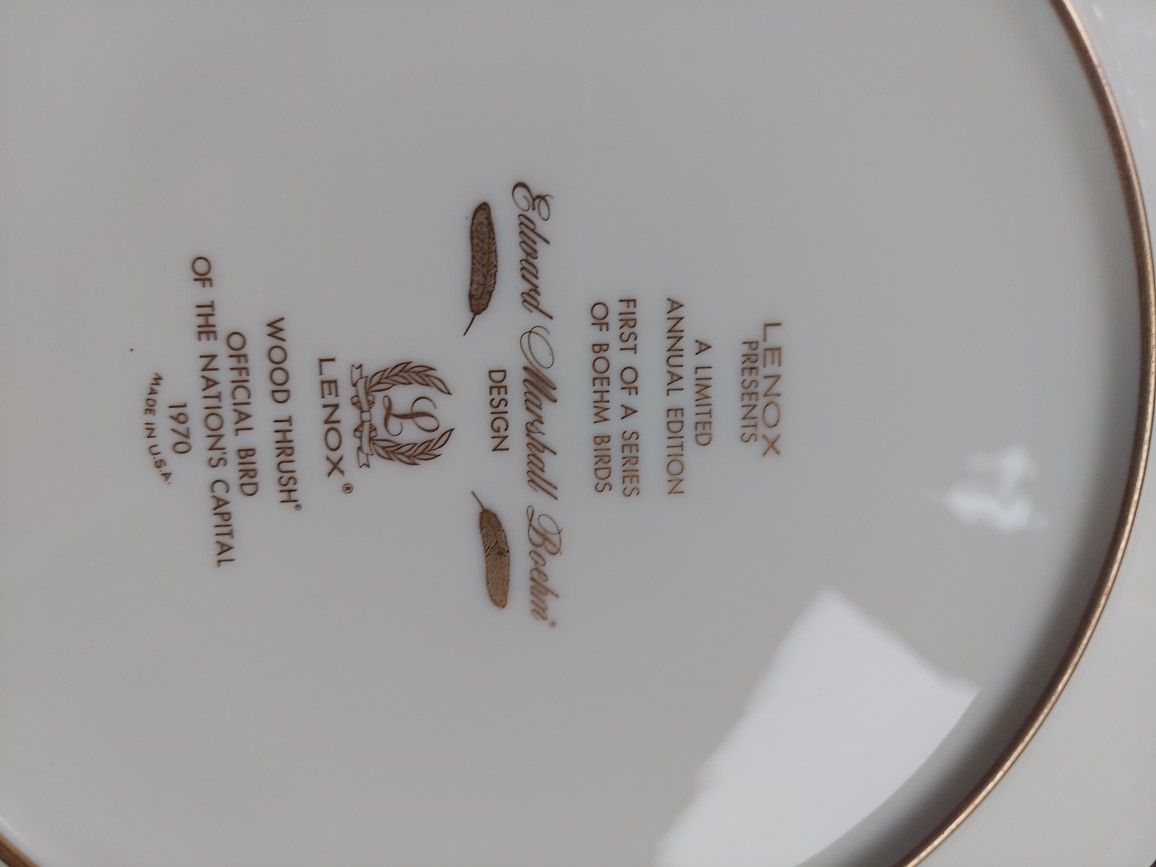 LENOX
PRESENTS
A LIMITED
ANNUAL EDITION
FIRST OF A SERIES
OF BOEHM BIRDS
Edward Marshall Boehm®
DESIGN
L
LENOX®
WOOD THRUSH®
OFFICIAL BIRD
OF THE NATION'S CAPITAL
1970
MADE IN U.S.A.